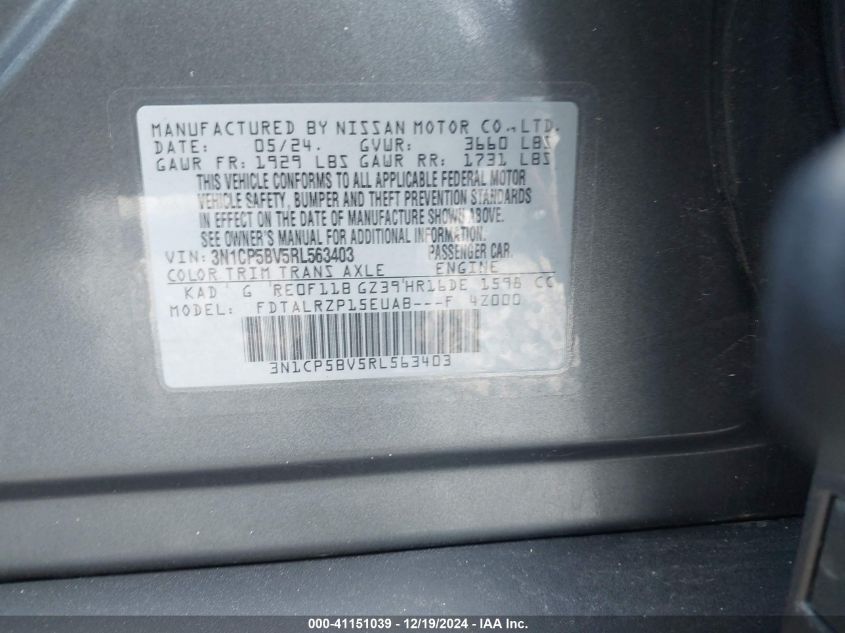 MANUFACTURED BY NISSAN MOTOR CO., LTD.
DATE: 05/24. GVWR: 3660 LBS
GAWR FR: 1929 LBS GAWR RR: 1731 LBS
THIS VEHICLE CONFORMS TO ALL APPLICABLE FEDERAL MOTOR
VEHICLE SAFETY, BUMPER AND THEFT PREVENTION STANDARDS
IN EFFECT ON THE DATE OF MANUFACTURE SHOWN ABOVE.
SEE OWNER'S MANUAL FOR ADDITIONAL INFORMATION.
VIN: 3N1CP5BV5RL563403 PASSENGER CAR.
COLOR TRIM TRANS AXLE ENGINE
KAD G RE0F11B GZ39 HR16DE 1598 CC
MODEL: FDTALRZP15EUAB---F 4Z000
3N1CP5BV5RL563403
000-41151039 - 12/19/2024 - IAA Inc.